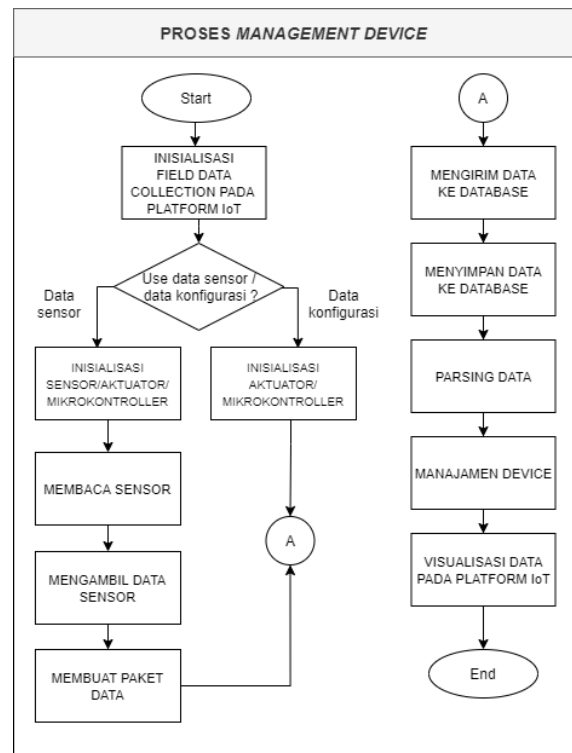 PROSES MANAGEMENT DEVICE
Start
INISIALISASI
FIELD DATA
COLLECTION PADA
PLATFORM IoT
Use data sensor /
data konfigurasi ?
Data
sensor
Data
konfigurasi
INISIALISASI
SENSOR/AKTUATOR/
MIKROKONTROLLER
INISIALISASI
AKTUATOR/
MIKROKONTROLLER
MEMBACA SENSOR
MENGAMBIL DATA
SENSOR
MEMBUAT PAKET
DATA
A
A
MENGIRIM DATA
KE DATABASE
MENYIMPAN DATA
KE DATABASE
PARSING DATA
MANAJAMEN DEVICE
VISUALISASI DATA
PADA PLATFORM IoT
End